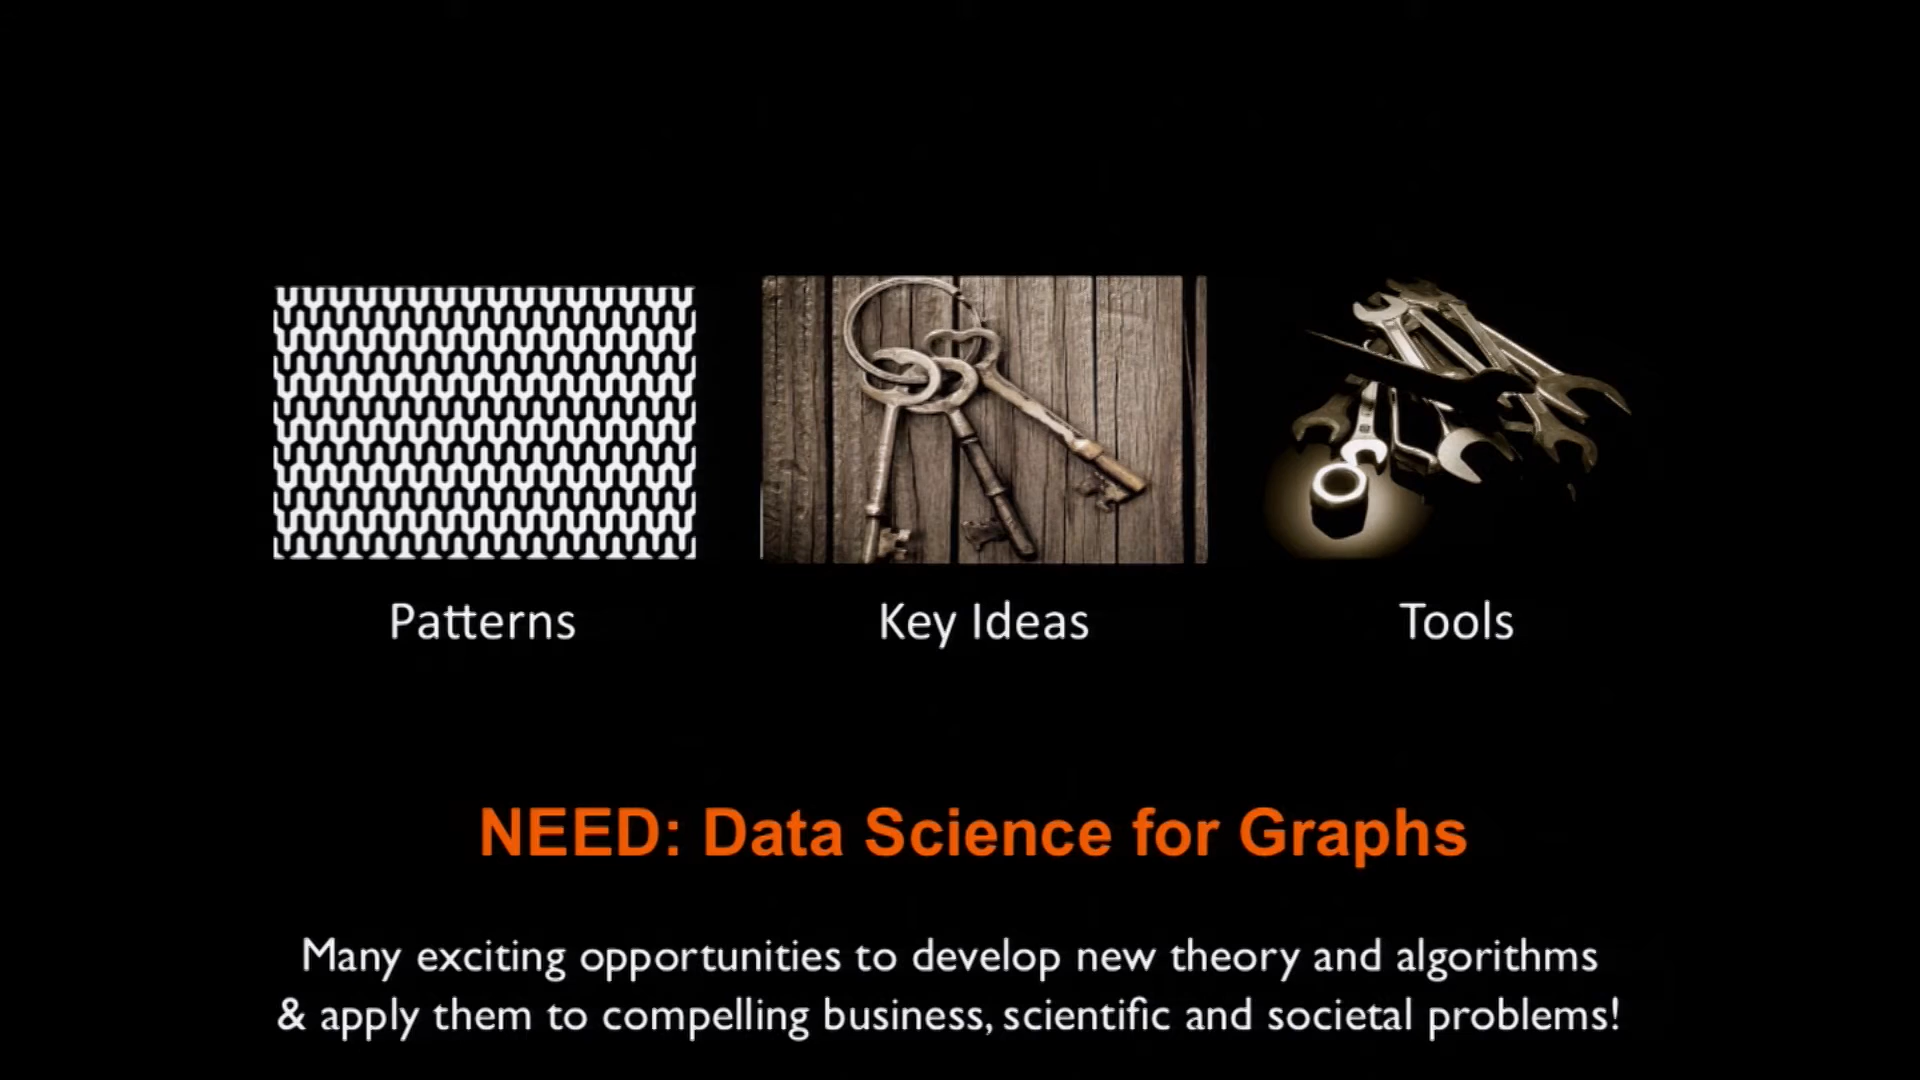 Patterns
Key Ideas
Tools
NEED: Data Science for Graphs
Many exciting opportunities to develop new theory and algorithms
& apply them to compelling business, scientific and societal problems!